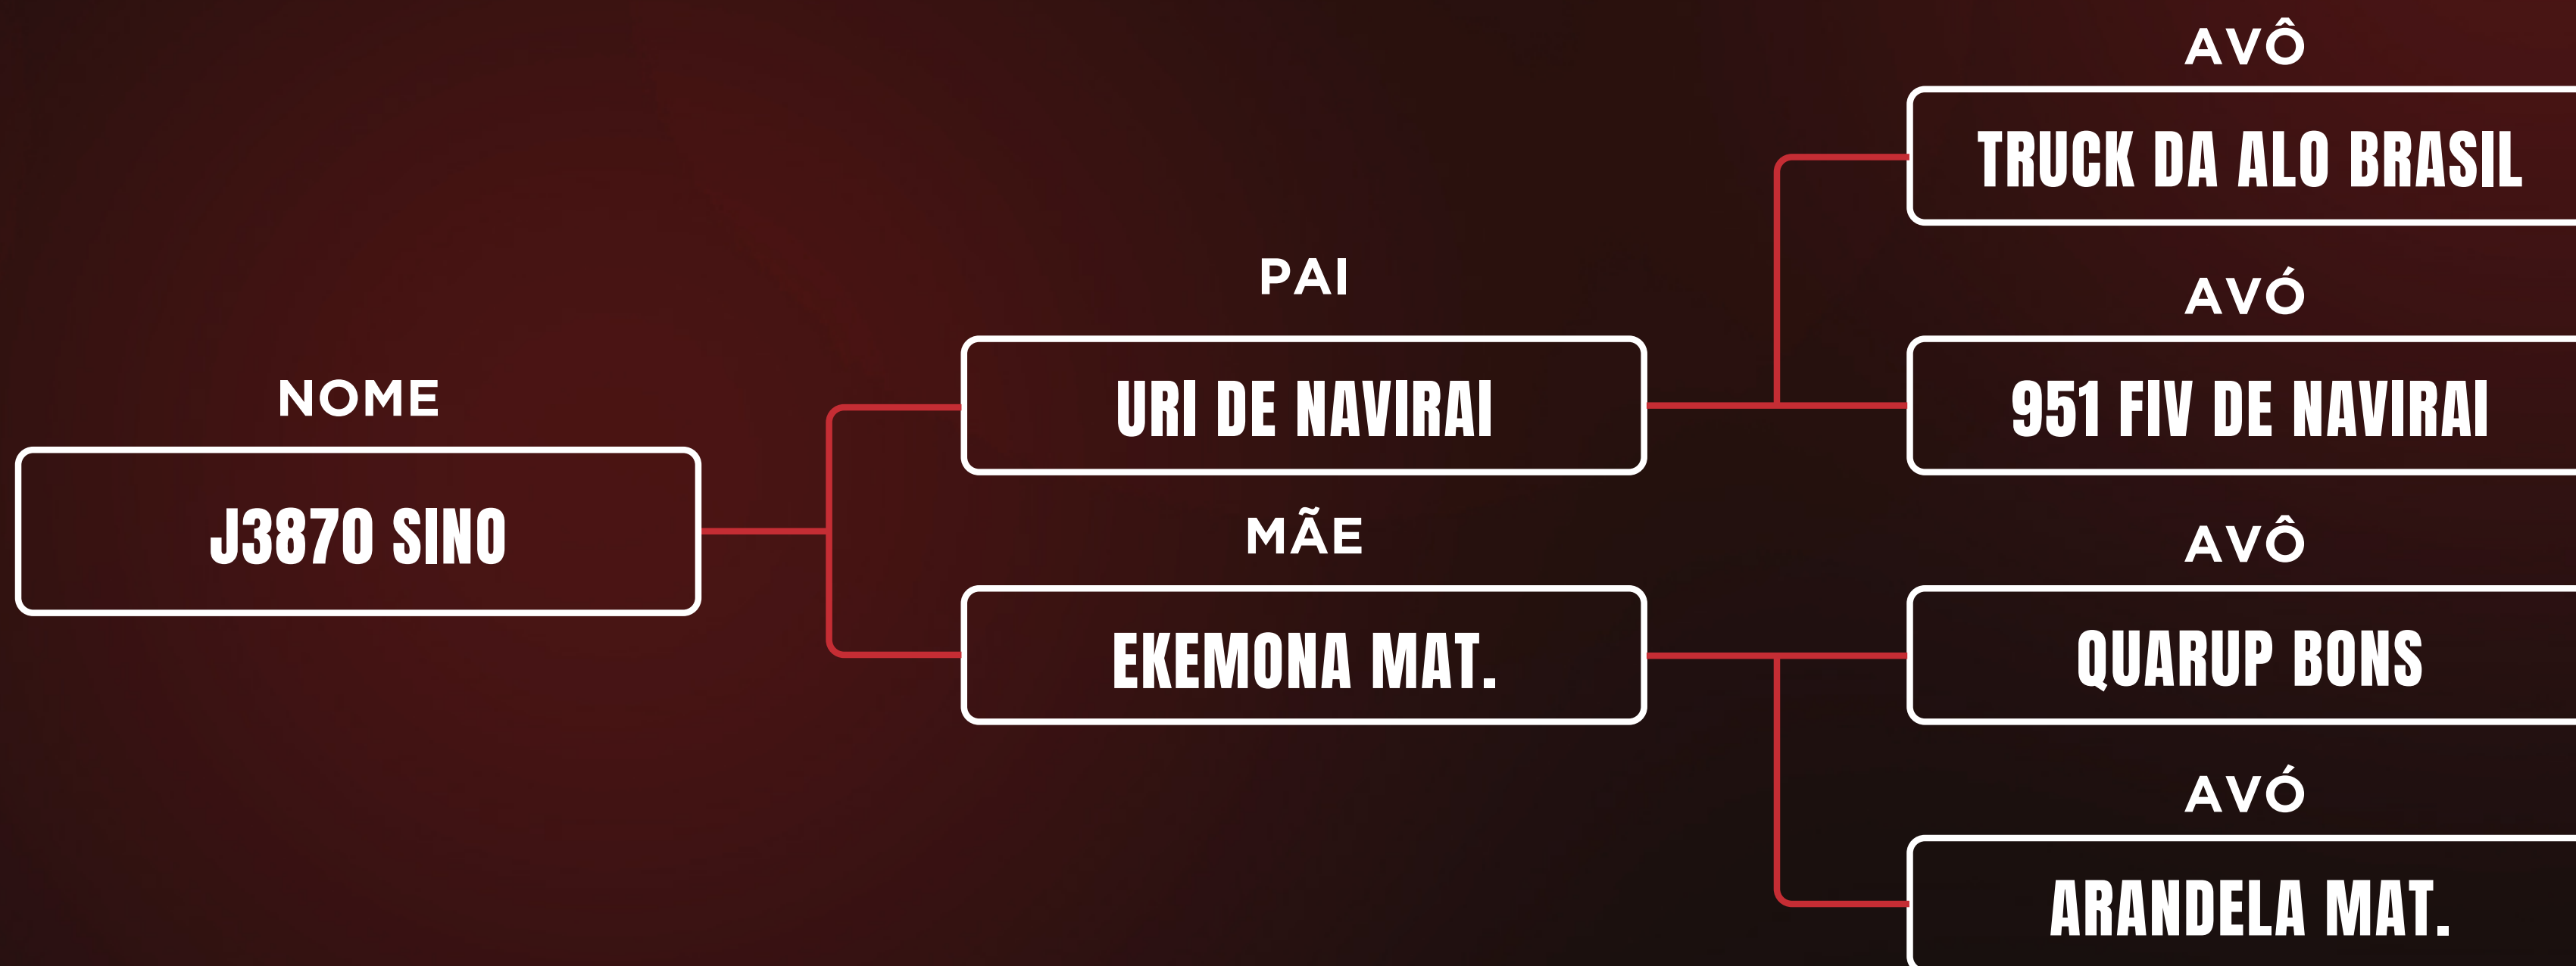 NOME
J3870 SINO
PAI
URI DE NAVIRAI
MÃE
EKEMONA MAT.
AVÔ
TRUCK DA ALO BRASIL
AVÓ
951 FIV DE NAVIRAI
AVÔ
QUARUP BONS
AVÓ
ARANDELA MAT.